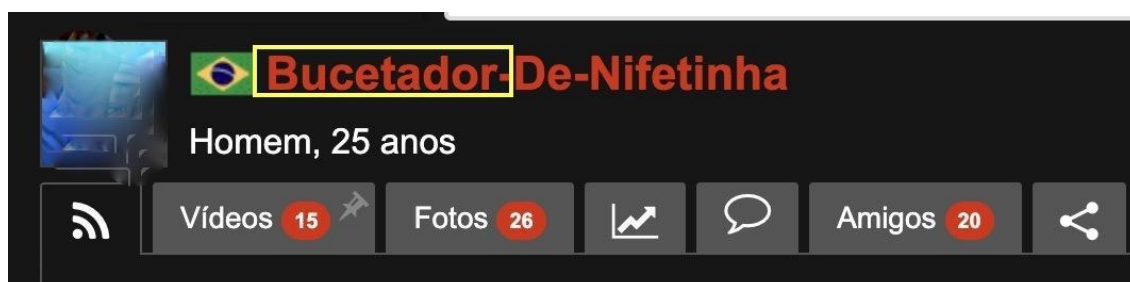 Bucetador-De-Nifetinha
Homem, 25 anos
Vídeos 15 Fotos 26 Amigos 20